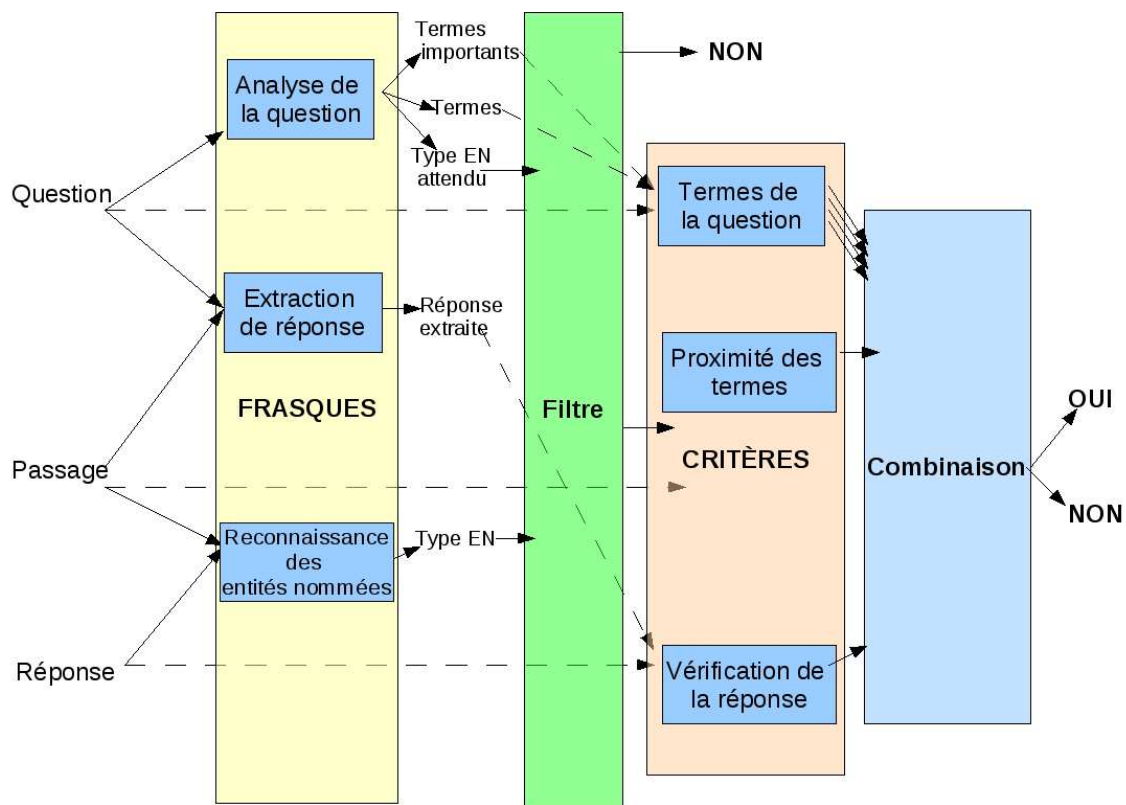 Termes
importants
NON
Analyse de
la question
Termes
Type EN
attendu
Question
Termes de
la question
Extraction
de réponse
Réponse
extraite
Proximité des
termes
FRASQUES
Filtre
OUI
CRITÈRES
Combinaison
Passage
NON
Reconnaissance
des
entités nommées
Type EN
Réponse
Vérification de
la réponse